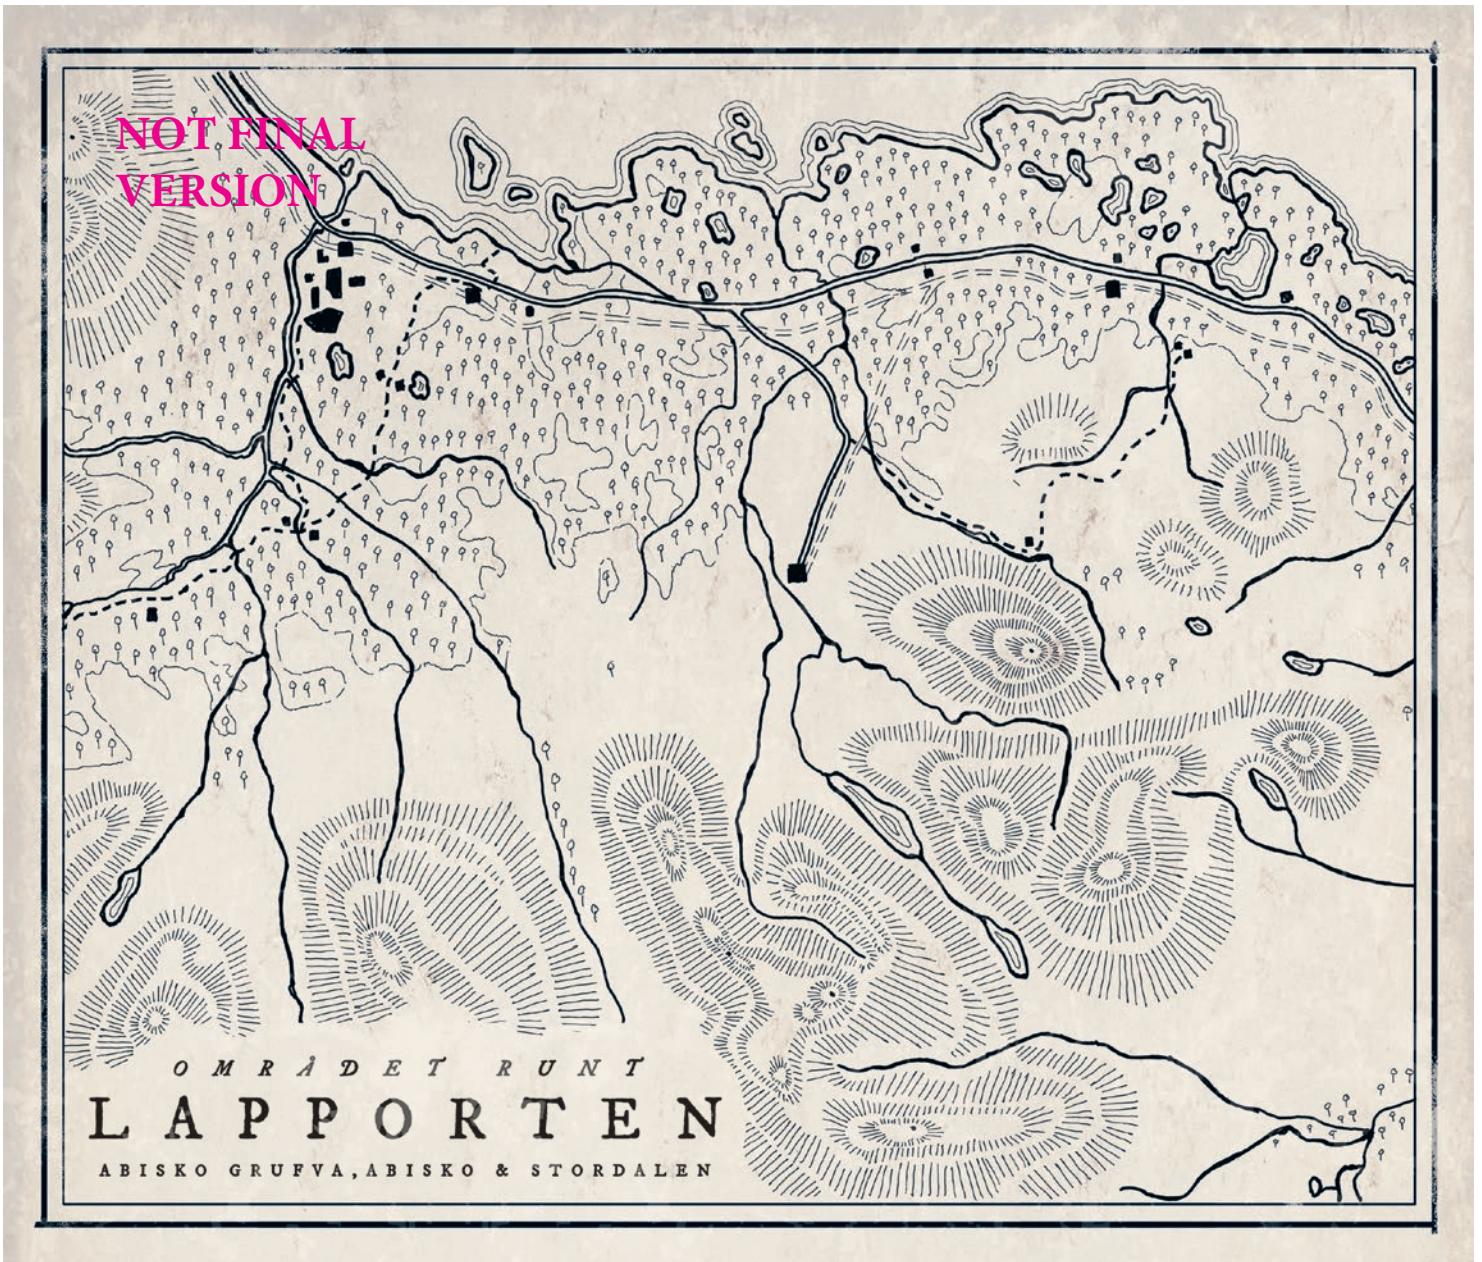 NOT FINAL
VERSION
OMRÅDET RUNT
LAPPORTEN
ABISKO GRUFVA, ABISKO & STORDALEN